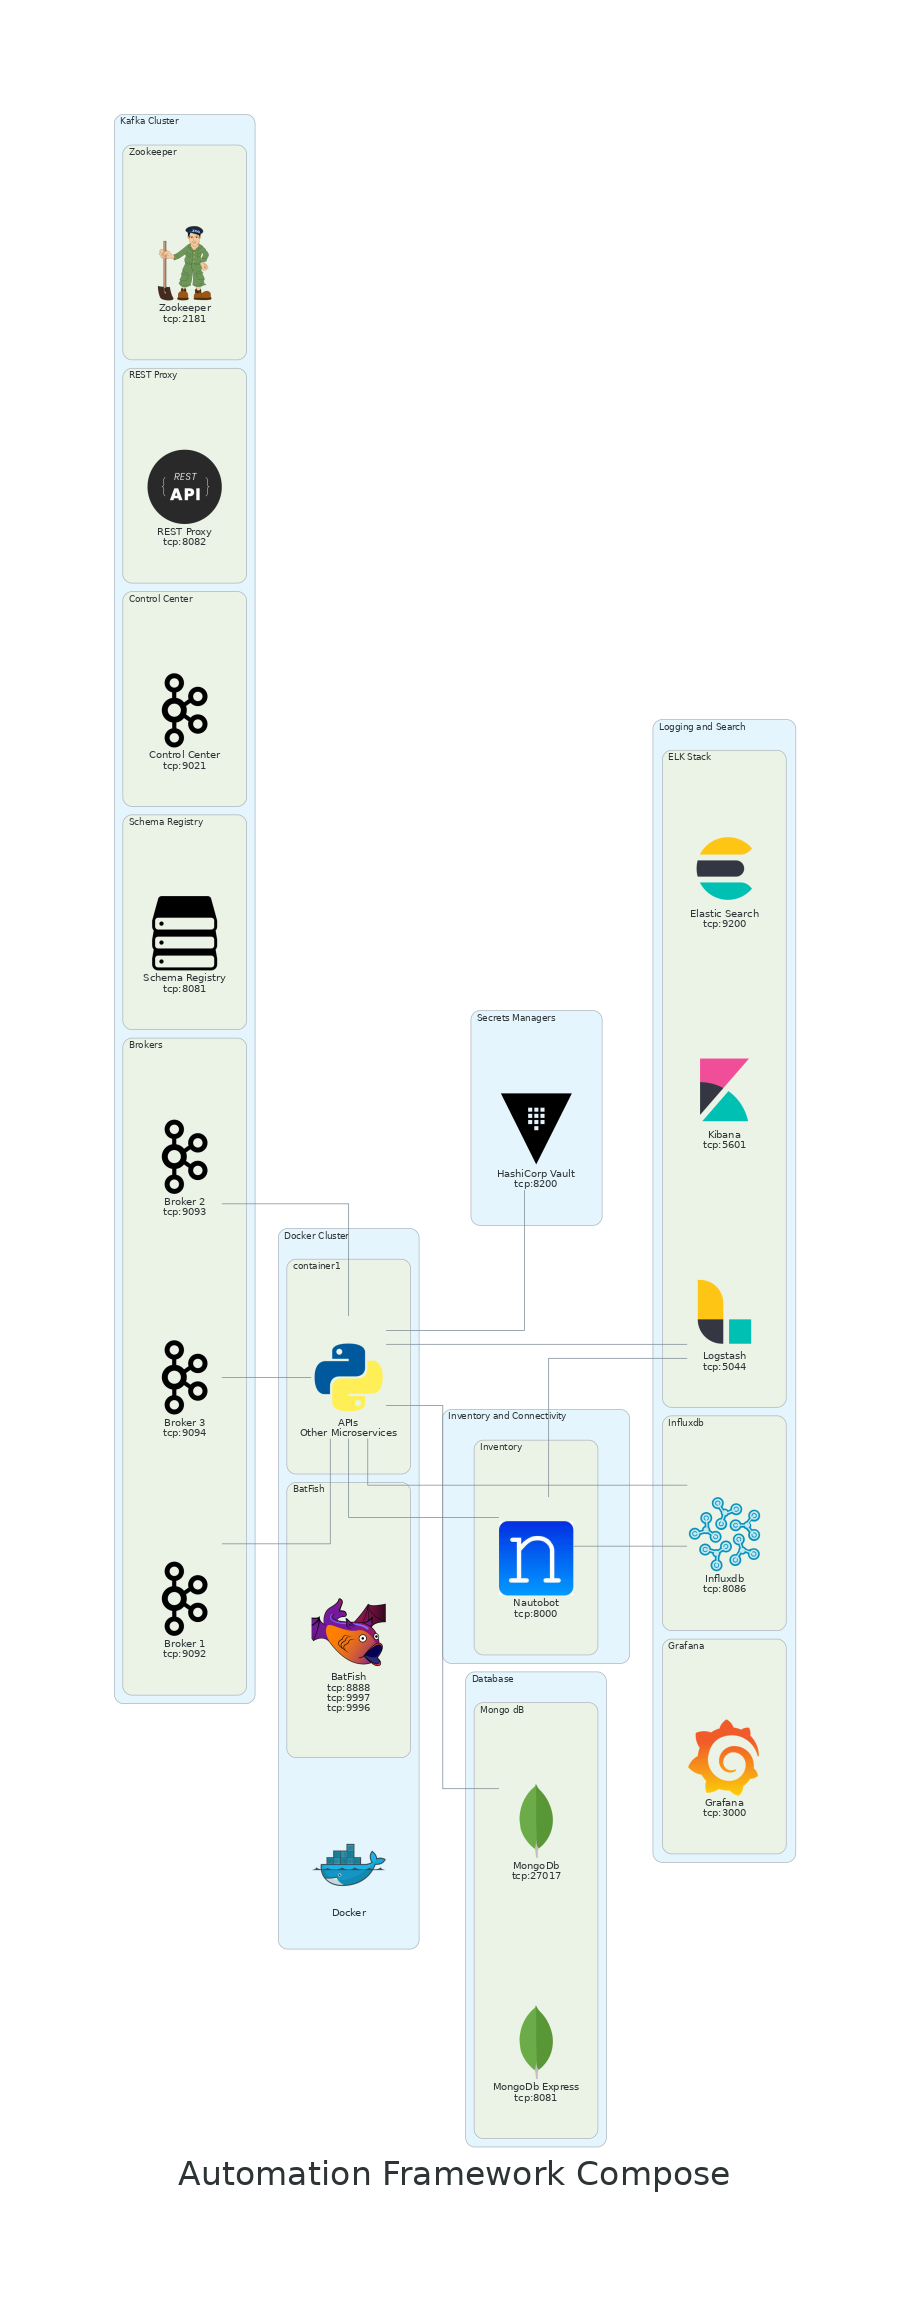 Kafka Cluster
Zookeeper
Zookeeper
tcp:2181
REST Proxy
REST
{ API }
REST Proxy
tcp:8082
Control Center
Control Center
tcp:9021
Schema Registry
Schema Registry
tcp:8081
Brokers
Broker 2
tcp:9093
Broker 3
tcp:9094
Broker 1
tcp:9092
Docker Cluster
container1
APIs
Other Microservices
BatFish
BatFish
tcp:8888
tcp:9997
tcp:9996
Docker
Secrets Managers
HashiCorp Vault
tcp:8200
Inventory and Connectivity
Inventory
n
Nautobot
tcp:8000
Database
Mongo dB
MongoDb
tcp:27017
MongoDb Express
tcp:8081
Logging and Search
ELK Stack
Elastic Search
tcp:9200
Kibana
tcp:5601
Logstash
tcp:5044
Influxdb
Influxdb
tcp:8086
Grafana
Grafana
tcp:3000
Automation Framework Compose